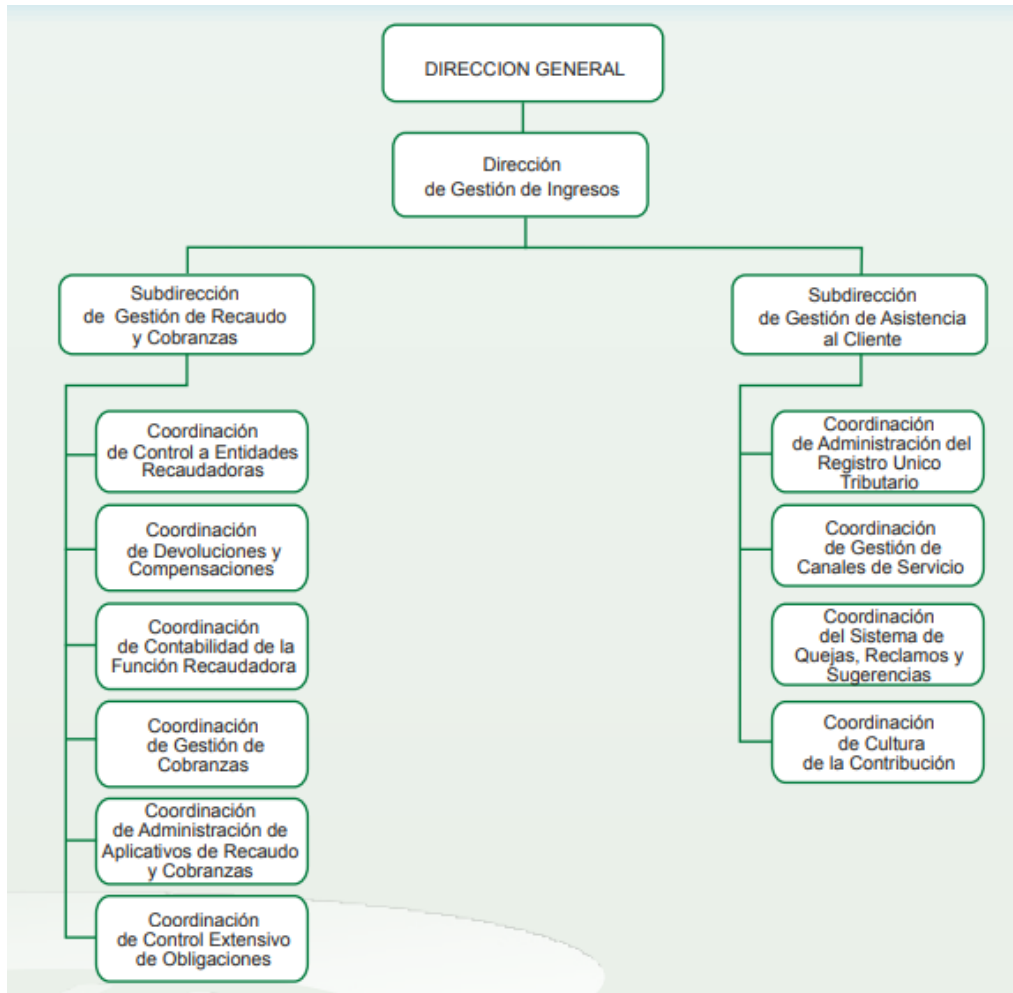 DIRECCION GENERAL
Dirección
de Gestión de Ingresos
Subdirección
de Gestión de Recaudo
y Cobranzas
Coordinación
de Control a Entidades
Recaudadoras
Coordinación
de Devoluciones y
Compensaciones
Coordinación
de Contabilidad de la
Función Recaudadora
Coordinación
de Gestión de
Cobranzas
Coordinación
de Administración de
Aplicativos de Recaudo
y Cobranzas
Coordinación
de Control Extensivo
de Obligaciones
Subdirección
de Gestión de Asistencia
al Cliente
Coordinación
de Administración del
Registro Unico
Tributario
Coordinación
de Gestión de
Canales de Servicio
Coordinación
del Sistema de
Quejas, Reclamos y
Sugerencias
Coordinación
de Cultura
de la Contribución